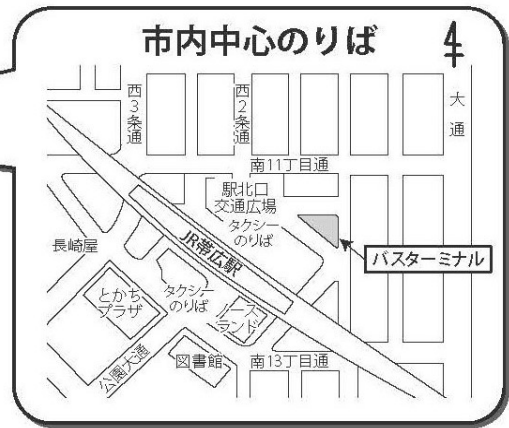 市内中心のりば
西3条通
西2条通
大通
南11丁目通
駅北口
交通広場
タクシー
のりば
JR帯広駅
バスターミナル
長崎屋
とかち
プラザ
タクシー
のりば
ノース
ランド
図書館
南13丁目通
公園大通